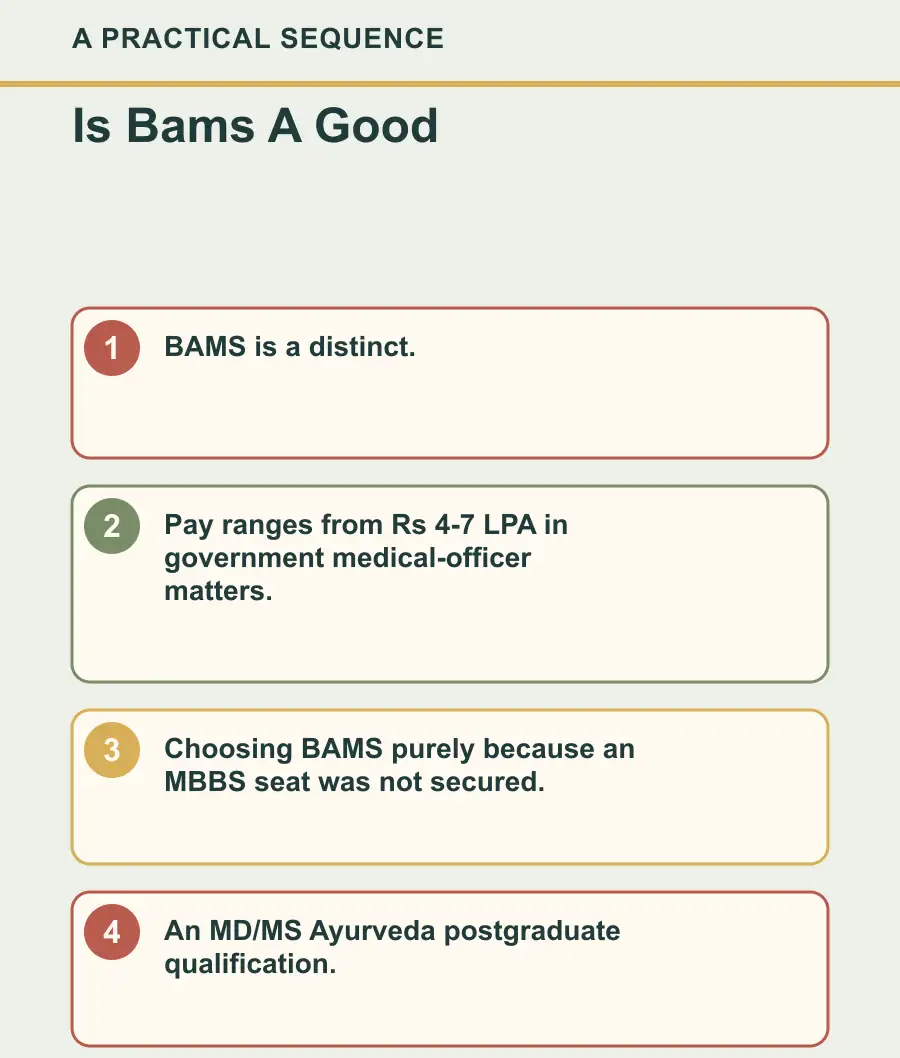 A PRACTICAL SEQUENCE
Is Bams A Good
1
BAMS is a distinct.
2
Pay ranges from Rs 4-7 LPA in
government medical-officer
matters.
3
Choosing BAMS purely because an
MBBS seat was not secured.
4
An MD/MS Ayurveda postgraduate
qualification.